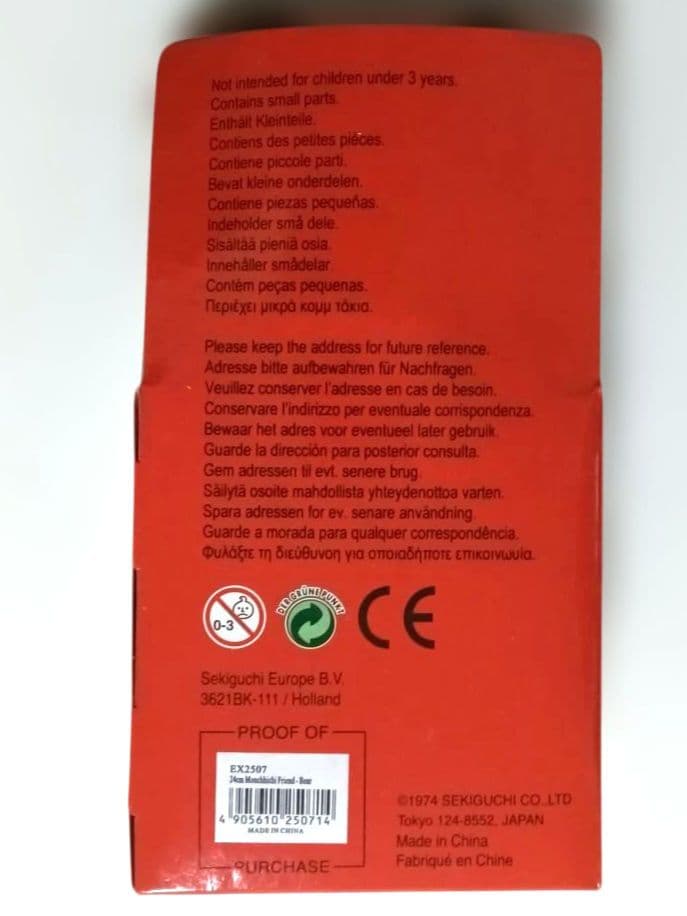 Not intended for children under 3 years.
Contains small parts.
Enthält Kleinteile.
Contiens des petites pièces.
Contiene piccole parti.
Bevat kleine onderdelen.
Contiene piezas pequeñas.
Indeholder små dele.
Sisältää pieniä osia.
Innehåller smådelar.
Contém peças pequenas.
Περιέχει μικρά κομμ τάκια.
Please keep the address for future reference.
Adresse bitte aufbewahren für Nachfragen.
Veuillez conserver l'adresse en cas de besoin.
Conservare l'indirizzo per eventuale corrispondenza.
Bewaar het adres voor eventueel later gebruik.
Guarde la dirección para posterior consulta.
Gem adressen til evt. senere brug.
Säilytä osoite mahdollista yhteydenottoa varten.
Spara adressen for ev. senare användning.
Guarde a morada para qualquer correspondência.
Φυλάξτε τη διεύθυνση για οποιαδήποτε επικοινωυία.
0-3
DER GRÜNE PUNKT
CE
Sekiguchi Europe B.V.
3621BK-111 / Holland
PROOF OF
EX2507
24cm Monchhichi Friend - Bear
4 905610 250714
MADE IN CHINA
PURCHASE
©1974 SEKIGUCHI CO.,LTD
Tokyo 124-8552, JAPAN
Made in China
Fabriqué en Chine